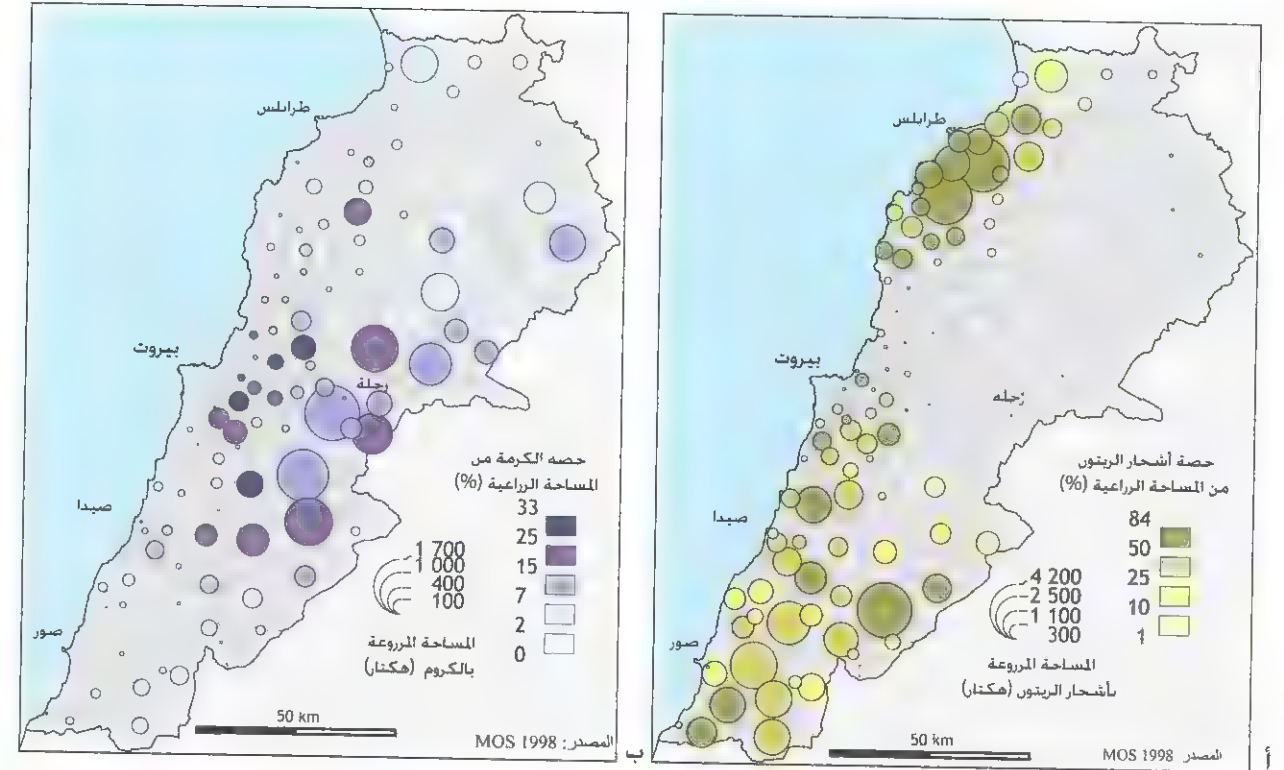 طرابلس
بيروت
زحلة
صيدا
صور
حصة الكرمة من
المساحة الزراعية (%)
33
25
15
7
2
0
1 700
1 000
400
100
المساحة المزروعة
بالكروم (هكتار)
50 km
المصدر: MOS 1998
ب
طرابلس
بيروت
زحله
صيدا
صور
حصة أشجار الزيتون
من المساحة الزراعية (%)
84
50
25
10
1
4 200
2 500
1 100
300
المساحة المزروعة
بأشجار الزيتون (هكتار)
50 km
المصدر MOS 1998
أ